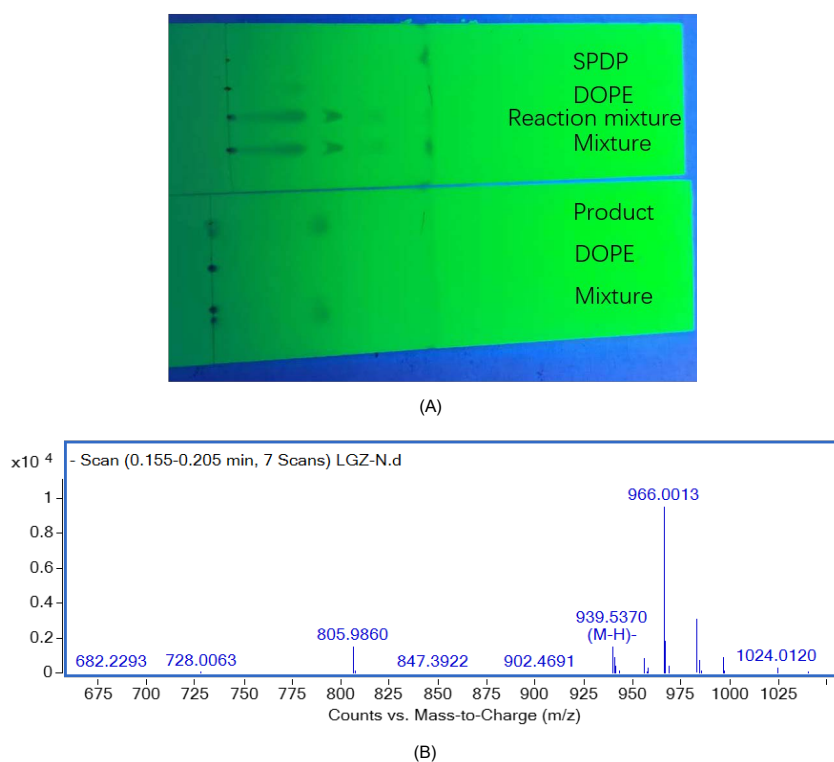 SPDP
DOPE
Reaction mixture
Mixture
Product
DOPE
Mixture
(A)
x10 4
- Scan (0.155-0.205 min, 7 Scans) LGZ-N.d
1
0.8
0.6
0.4
0.2
0
966.0013
939.5370
(M-H)-
805.9860
682.2293
728.0063
847.3922
902.4691
1024.0120
675 700 725 750 775 800 825 850 875 900 925 950 975 1000 1025
Counts vs. Mass-to-Charge (m/z)
(B)